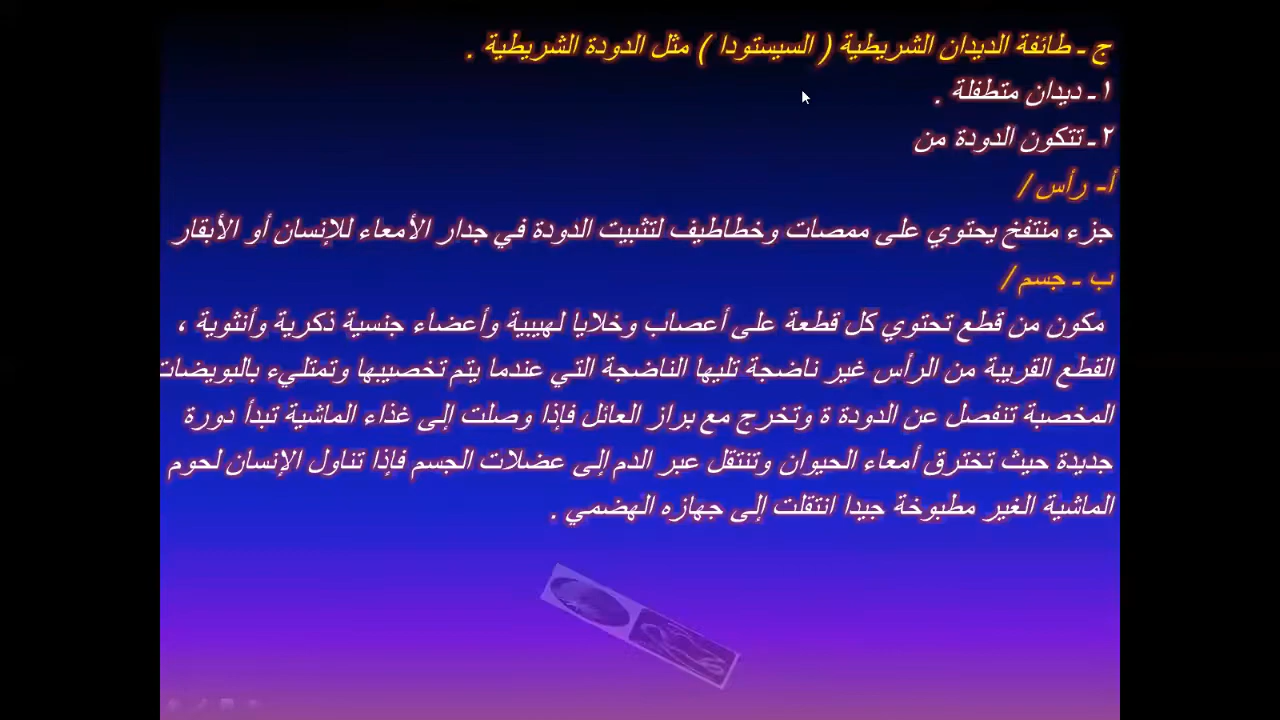 ج ـ طائفة الديدان الشريطية ( السيستودا ) مثل الدودة الشريطية .
١ـ ديدان متطفلة .
٢ـ تتكون الدودة من
أ- رأس /
جزء منتفخ يحتوي على ممصات وخطاطيف لتثبيت الدودة في جدار الأمعاء للإنسان أو الأبقار
ب ـ جسم /
مكون من قطع تحتوي كل قطعة على أعصاب وخلايا لهيبية وأعضاء جنسية ذكرية وأنثوية ،
القطع القريبة من الرأس غير ناضجة تليها الناضجة التي عندما يتم تخصيبها وتمتليء بالبويضات
المخصبة تنفصل عن الدودة ة وتخرج مع براز العائل فإذا وصلت إلى غذاء الماشية تبدأ دورة
جديدة حيث تخترق أمعاء الحيوان وتنتقل عبر الدم إلى عضلات الجسم فإذا تناول الإنسان لحوم
الماشية الغير مطبوخة جيدا انتقلت إلى جهازه الهضمي .